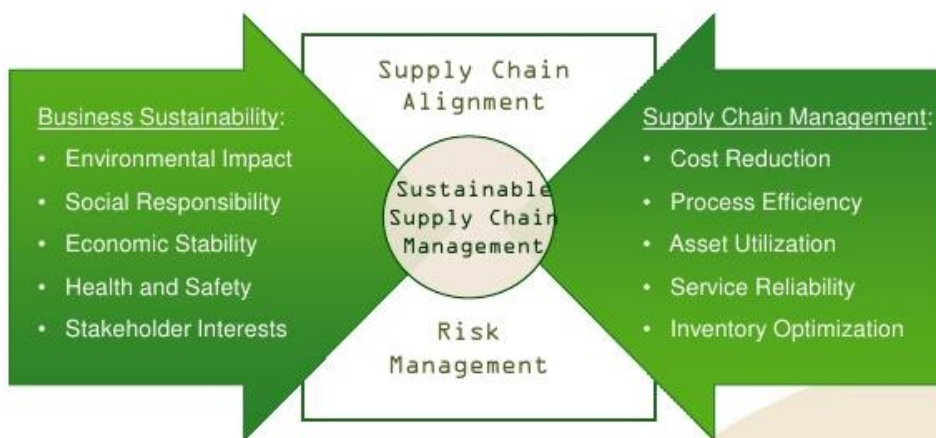 Supply Chain
Alignment
Business Sustainability:
• Environmental Impact
• Social Responsibility
• Economic Stability
• Health and Safety
• Stakeholder Interests
Sustainable
Supply Chain
Management
Supply Chain Management:
• Cost Reduction
• Process Efficiency
• Asset Utilization
• Service Reliability
• Inventory Optimization
Risk
Management